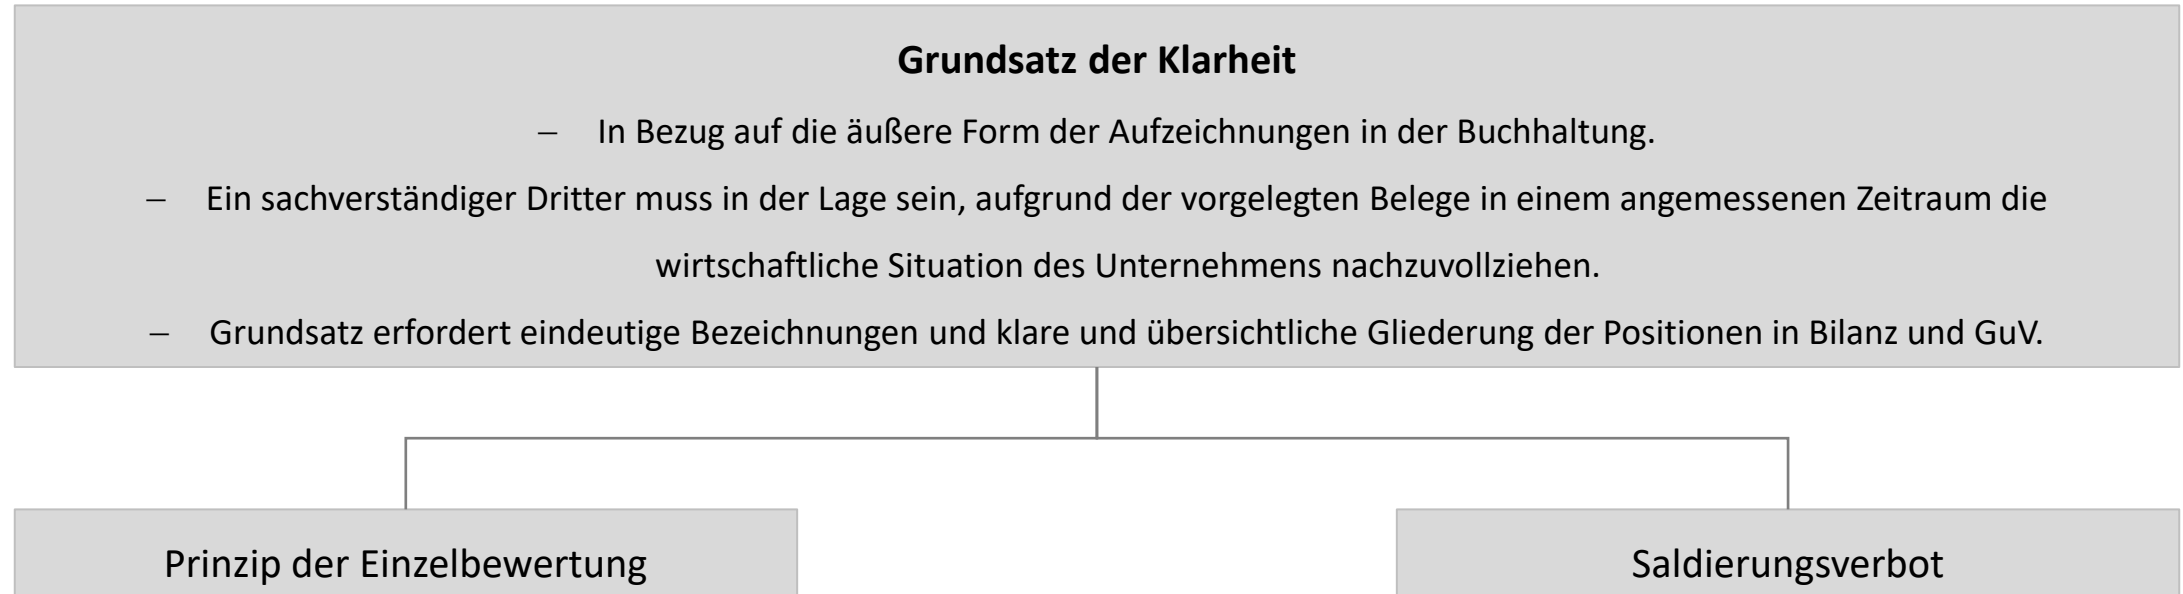 Grundsatz der Klarheit
– In Bezug auf die äußere Form der Aufzeichnungen in der Buchhaltung.
– Ein sachverständiger Dritter muss in der Lage sein, aufgrund der vorgelegten Belege in einem angemessenen Zeitraum die
wirtschaftliche Situation des Unternehmens nachzuvollziehen.
– Grundsatz erfordert eindeutige Bezeichnungen und klare und übersichtliche Gliederung der Positionen in Bilanz und GuV.
Prinzip der Einzelbewertung
Saldierungsverbot